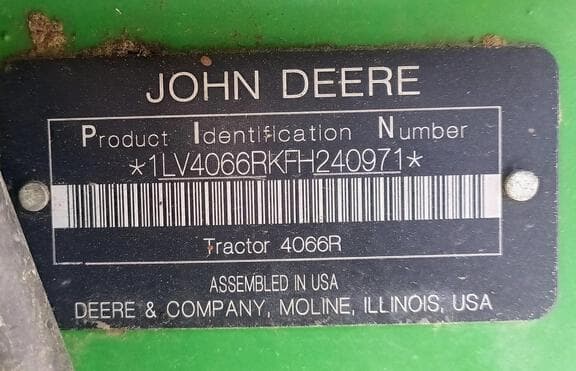 JOHN DEERE
Product Identification Number
*1LV4066RKFH240971*
Tractor 4066R
ASSEMBLED IN USA
DEERE & COMPANY, MOLINE, ILLINOIS, USA